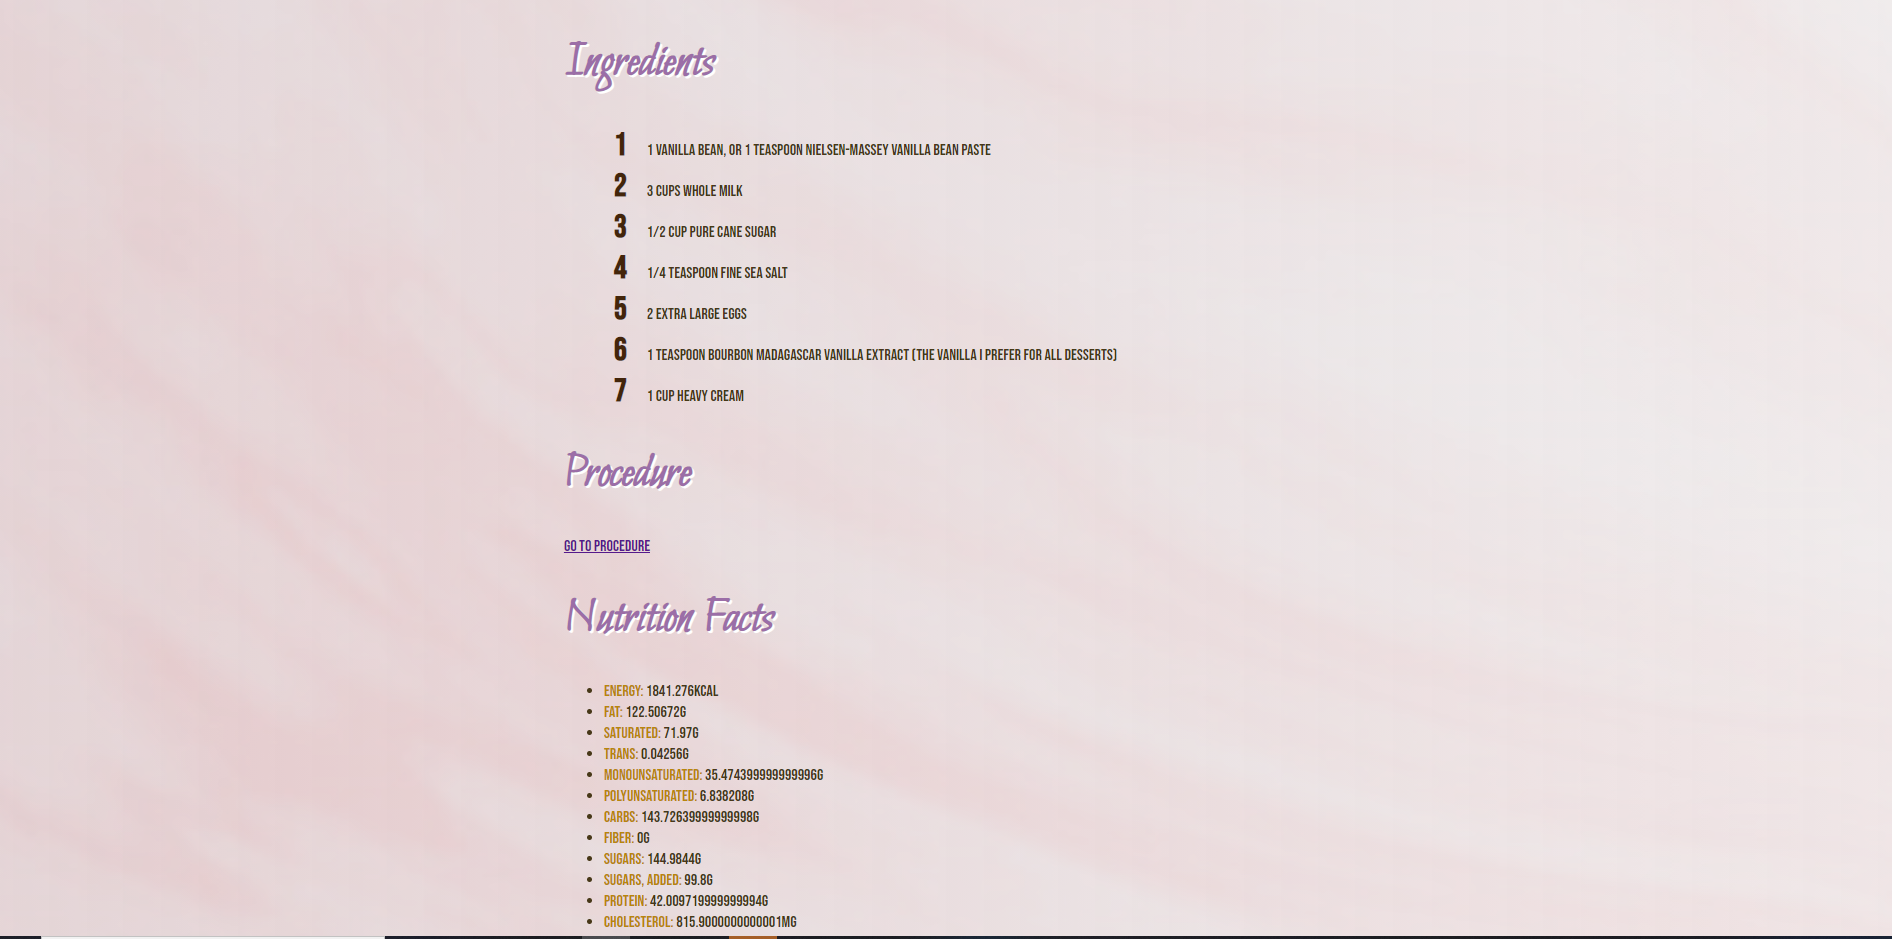 Ingredients
1 1 VANILLA BEAN, OR 1 TEASPOON NIELSEN-MASSEY VANILLA BEAN PASTE
2 3 CUPS WHOLE MILK
3 1/2 CUP PURE CANE SUGAR
4 1/4 TEASPOON FINE SEA SALT
5 2 EXTRA LARGE EGGS
6 1 TEASPOON BOURBON MADAGASCAR VANILLA EXTRACT (THE VANILLA I PREFER FOR ALL DESSERTS)
7 1 CUP HEAVY CREAM
Procedure
GO TO PROCEDURE
Nutrition Facts
• ENERGY: 1841.276KCAL
• FAT: 122.50672G
• SATURATED: 71.97G
• TRANS: 0.04256G
• MONOUNSATURATED: 35.474399999999996G
• POLYUNSATURATED: 6.838208G
• CARBS: 143.72639999999998G
• FIBER: 0G
• SUGARS: 144.9844G
• SUGARS, ADDED: 99.8G
• PROTEIN: 42.009719999999994G
• CHOLESTEROL: 815.9000000000001MG